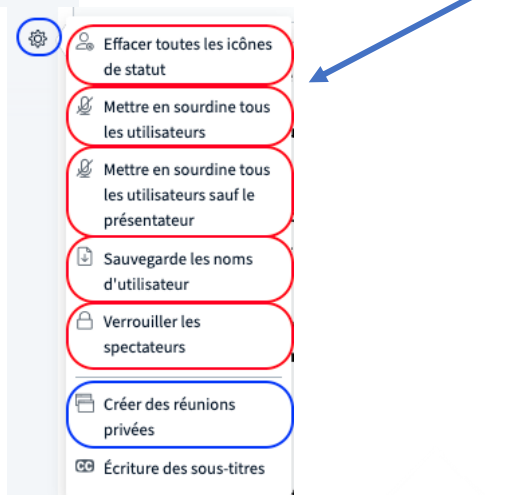 Effacer toutes les icônes
de statut
Mettre en sourdine tous
les utilisateurs
Mettre en sourdine tous
les utilisateurs sauf le
présentateur
Sauvegarde les noms
d'utilisateur
Verrouiller les
spectateurs
Créer des réunions
privées
CC Écriture des sous-titres